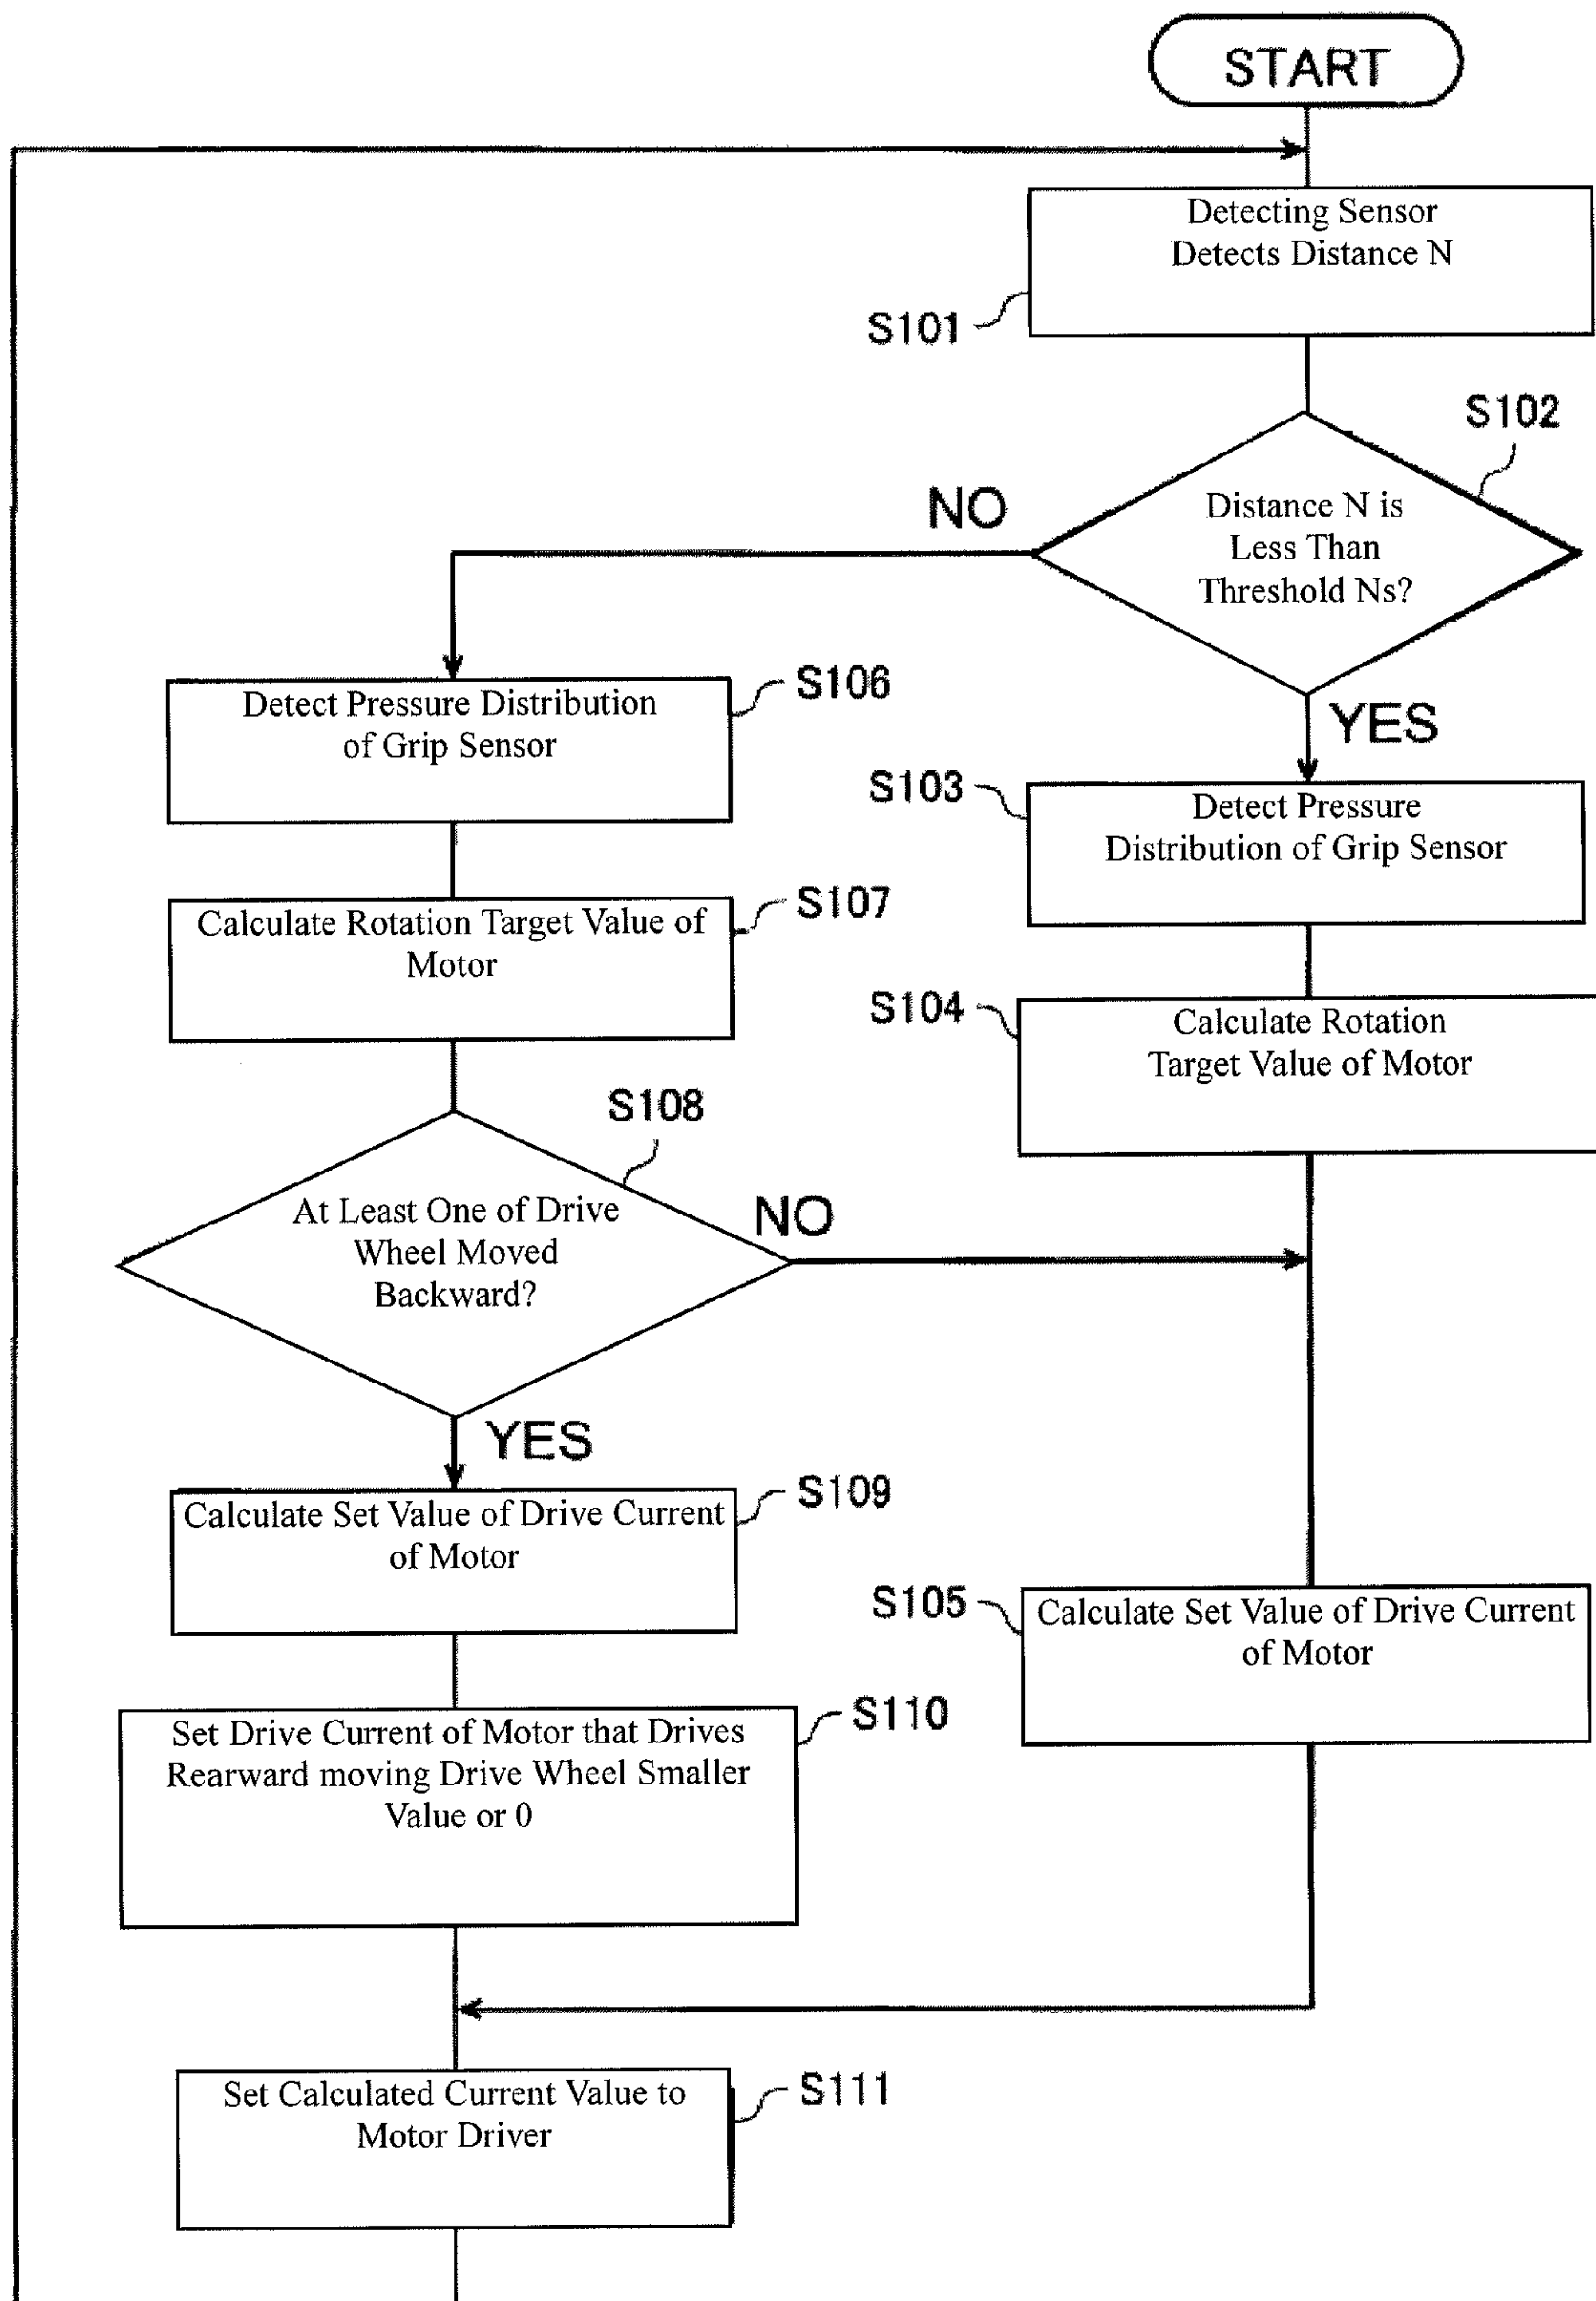 START
Detecting Sensor
Detects Distance N
S101
S102
Distance N is
Less Than
Threshold Ns?
NO
YES
S106
Detect Pressure Distribution
of Grip Sensor
S103
Detect Pressure
Distribution of Grip Sensor
S107
Calculate Rotation Target Value of
Motor
S104
Calculate Rotation
Target Value of Motor
S108
At Least One of Drive
Wheel Moved
Backward?
NO
YES
S109
Calculate Set Value of Drive Current
of Motor
S105
Calculate Set Value of Drive Current
of Motor
S110
Set Drive Current of Motor that Drives
Rearward moving Drive Wheel Smaller
Value or 0
S111
Set Calculated Current Value to
Motor Driver